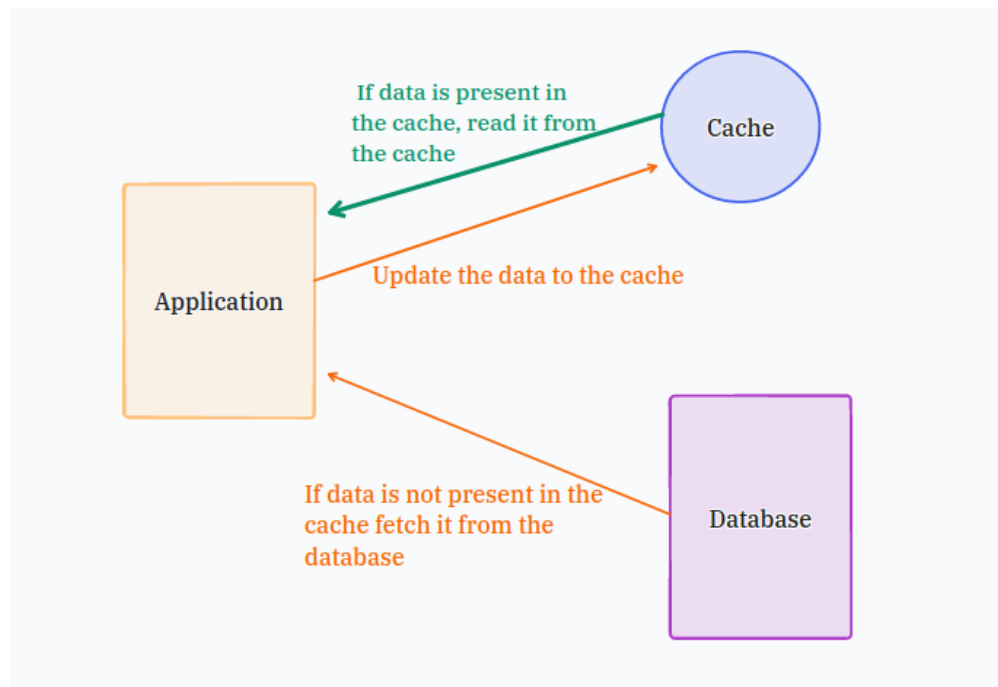 If data is present in
the cache, read it from
the cache
Cache
Update the data to the cache
Application
If data is not present in the
cache fetch it from the
database
Database